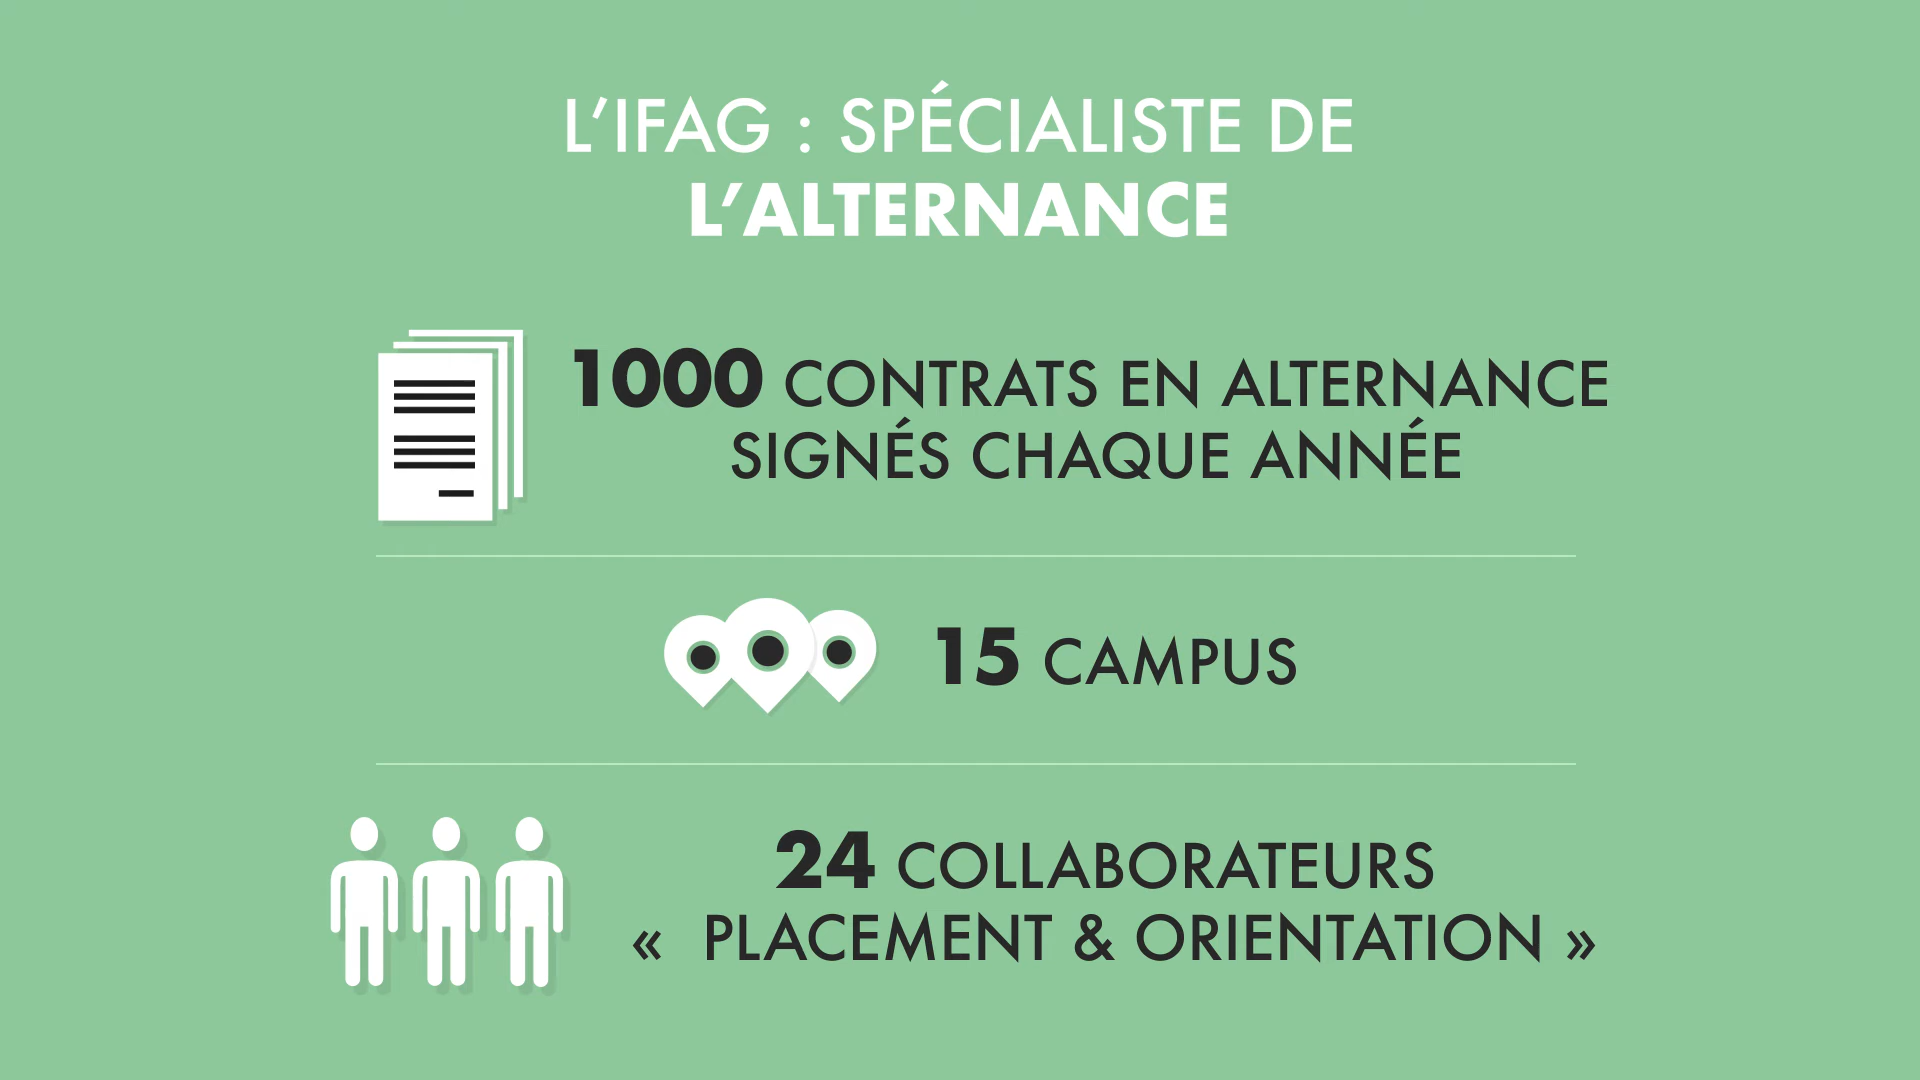 L’IFAG : SPÉCIALISTE DE
L’ALTERNANCE
1000 CONTRATS EN ALTERNANCE
SIGNÉS CHAQUE ANNÉE
15 CAMPUS
24 COLLABORATEURS
« PLACEMENT & ORIENTATION »